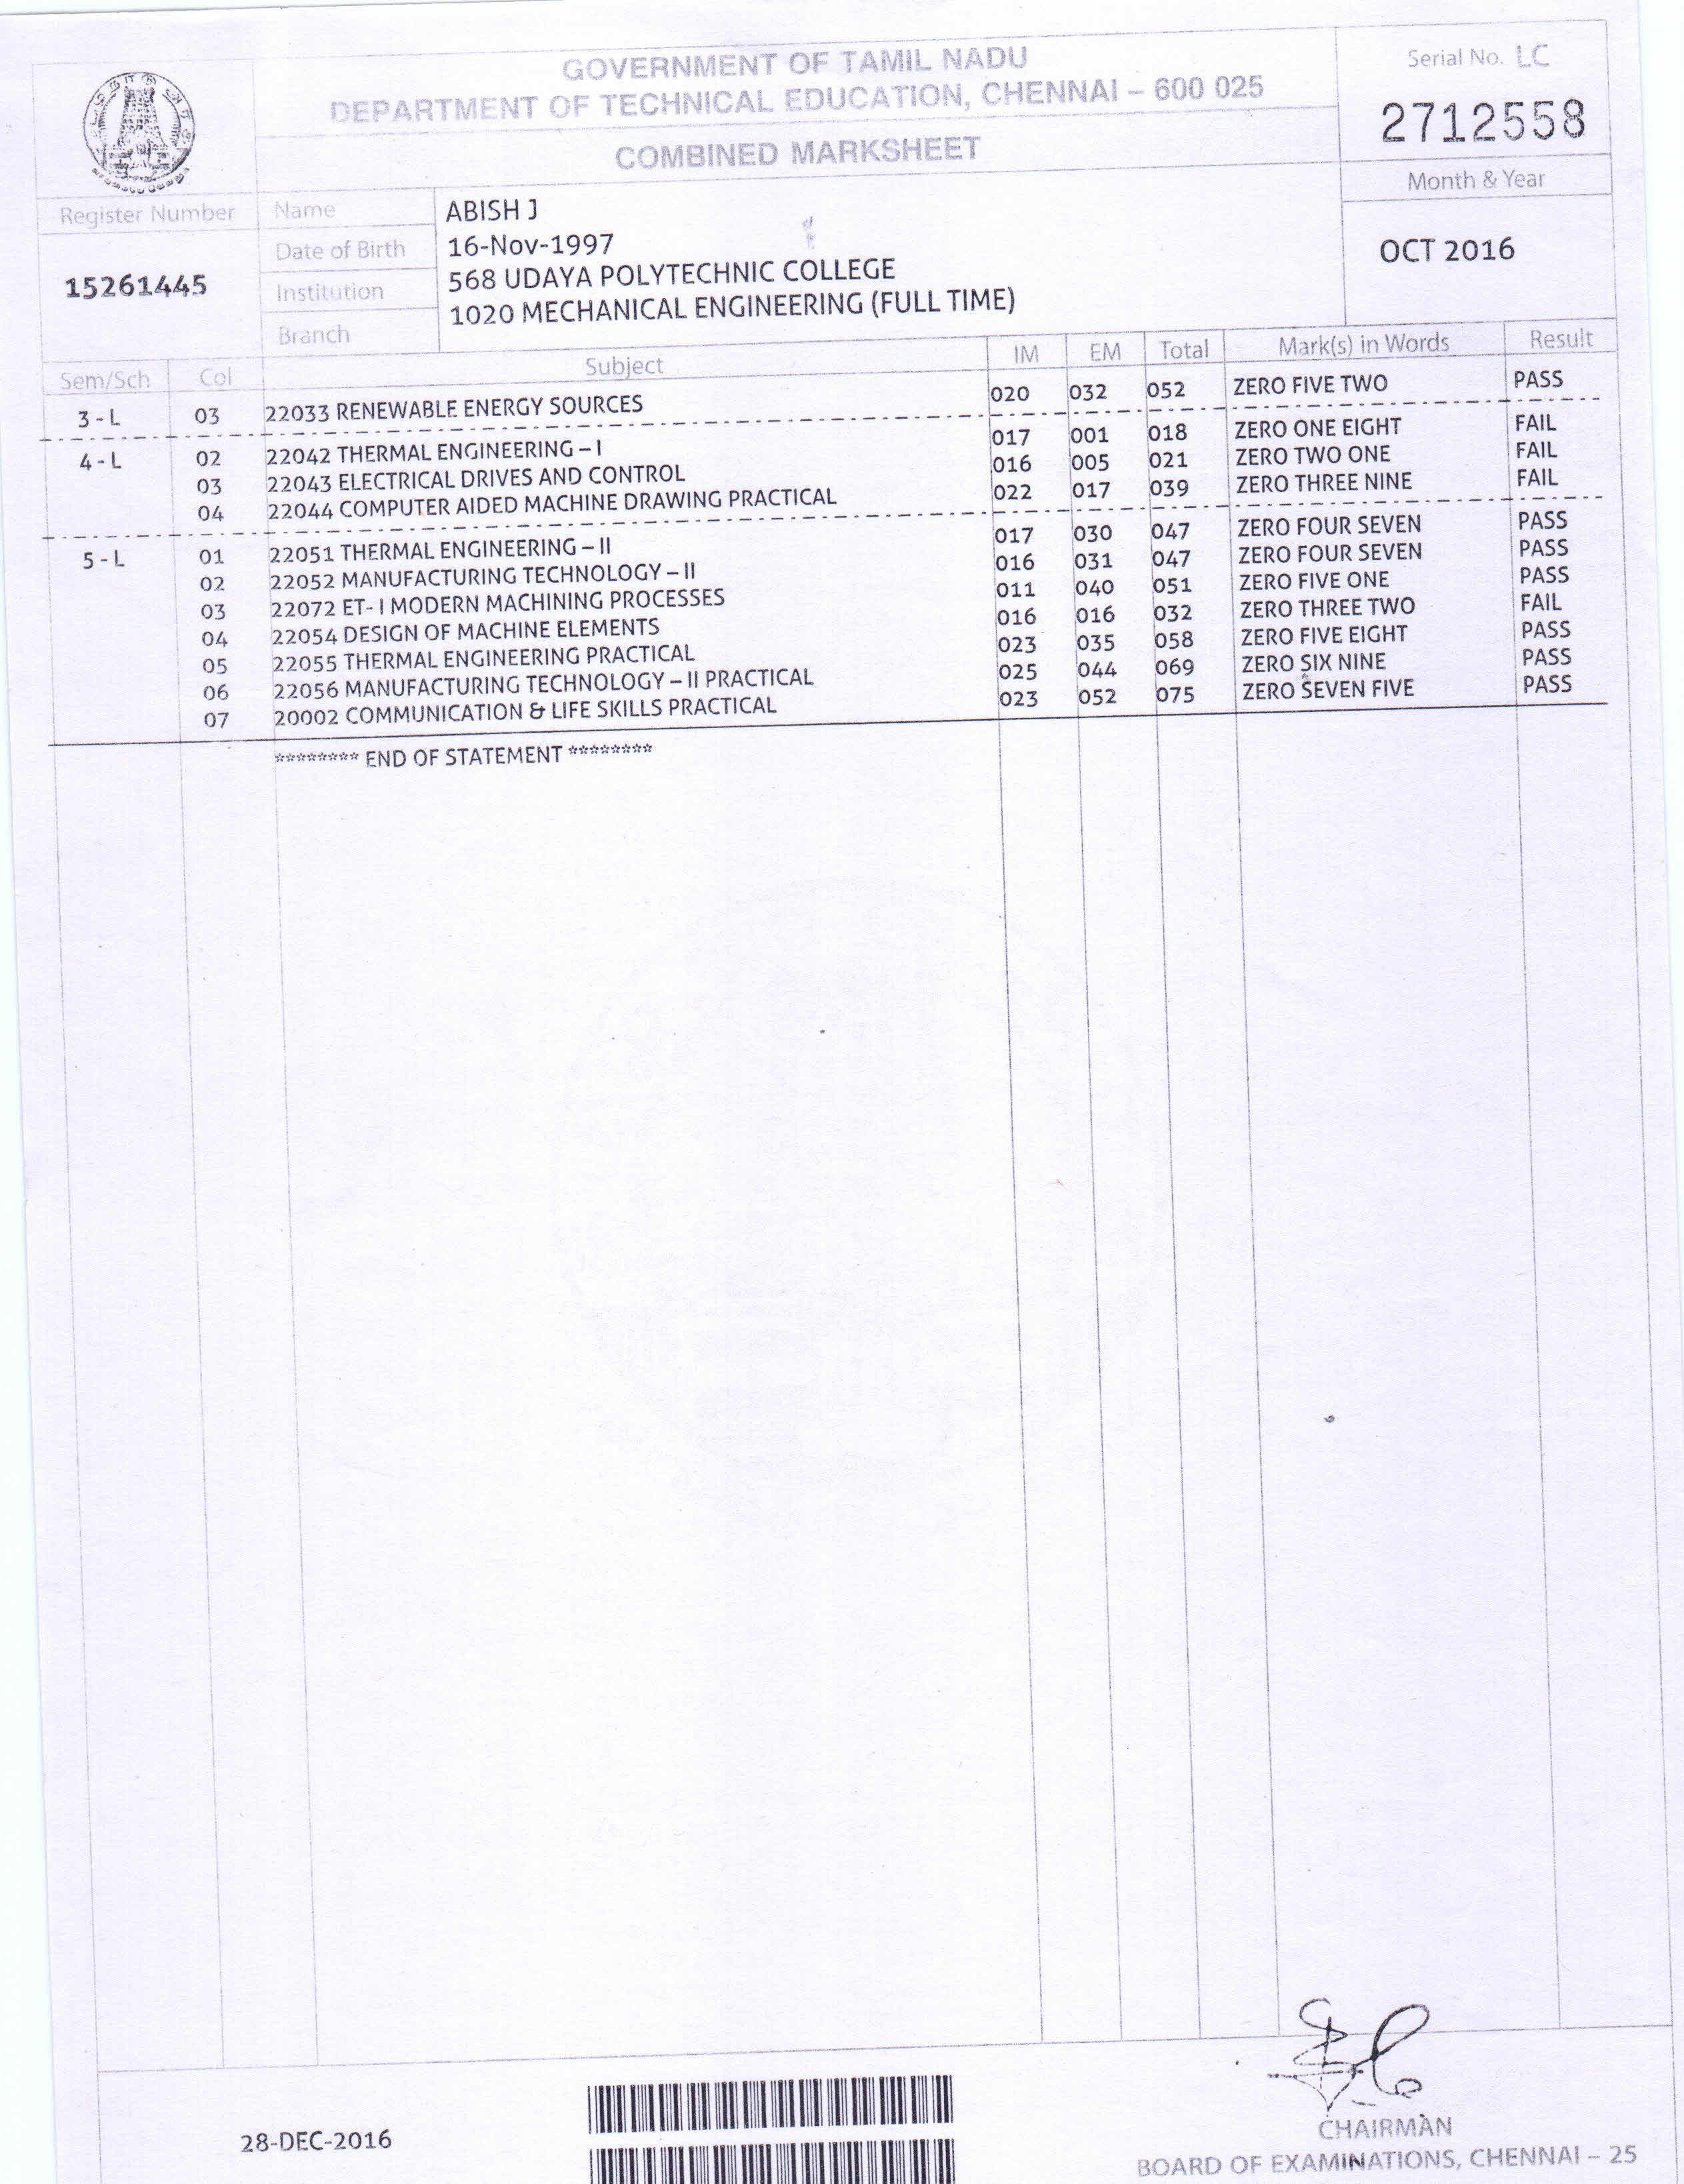 GOVERNMENT OF TAMIL NADU
DEPARTMENT OF TECHNICAL EDUCATION, CHENNAI – 600 025
COMBINED MARKSHEET
Serial No. LC
2712558
Month & Year
OCT 2016
Register Number
15261445
Name ABISH J
Date of Birth 16-Nov-1997
Institution 568 UDAYA POLYTECHNIC COLLEGE
Branch 1020 MECHANICAL ENGINEERING (FULL TIME)
Sem/Sch Col Subject IM EM Total Mark(s) in Words Result
3 - L 03 22033 RENEWABLE ENERGY SOURCES 020 032 052 ZERO FIVE TWO PASS
4 - L 02 22042 THERMAL ENGINEERING – I 017 001 018 ZERO ONE EIGHT FAIL
03 22043 ELECTRICAL DRIVES AND CONTROL 016 005 021 ZERO TWO ONE FAIL
04 22044 COMPUTER AIDED MACHINE DRAWING PRACTICAL 022 017 039 ZERO THREE NINE FAIL
5 - L 01 22051 THERMAL ENGINEERING – II 017 030 047 ZERO FOUR SEVEN PASS
02 22052 MANUFACTURING TECHNOLOGY – II 016 031 047 ZERO FOUR SEVEN PASS
03 22072 ET- I MODERN MACHINING PROCESSES 011 040 051 ZERO FIVE ONE PASS
04 22054 DESIGN OF MACHINE ELEMENTS 016 016 032 ZERO THREE TWO FAIL
05 22055 THERMAL ENGINEERING PRACTICAL 023 035 058 ZERO FIVE EIGHT PASS
06 22056 MANUFACTURING TECHNOLOGY – II PRACTICAL 025 044 069 ZERO SIX NINE PASS
07 20002 COMMUNICATION & LIFE SKILLS PRACTICAL 023 052 075 ZERO SEVEN FIVE PASS
******** END OF STATEMENT ********
28-DEC-2016
CHAIRMAN
BOARD OF EXAMINATIONS, CHENNAI – 25